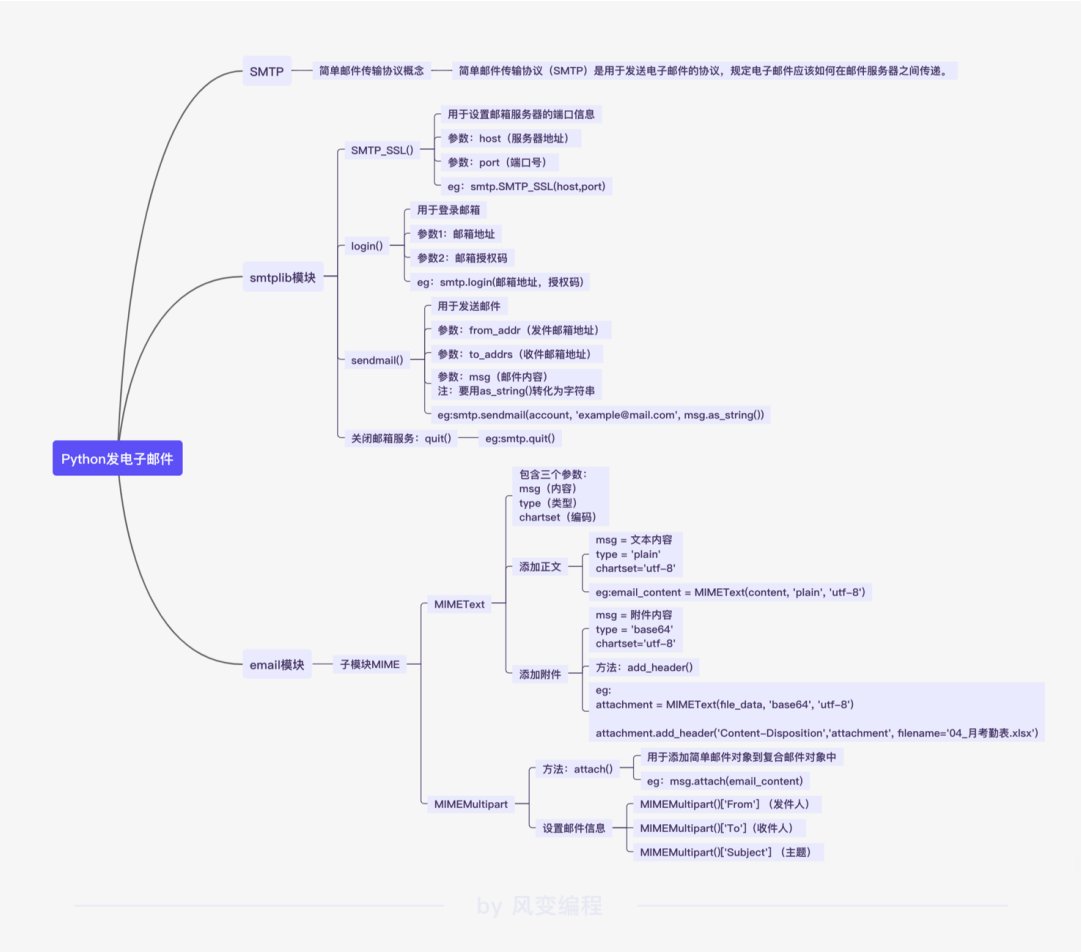 SMTP
简单邮件传输协议概念
简单邮件传输协议（SMTP）是用于发送电子邮件的协议，规定电子邮件应该如何在邮件服务器之间传递。
用于设置邮箱服务器的端口信息
SMTP_SSL()
参数：host（服务器地址）
参数：port（端口号）
eg：smtp.SMTP_SSL(host,port)
用于登录邮箱
参数1：邮箱地址
login()
参数2：邮箱授权码
eg：smtp.login(邮箱地址，授权码)
smtplib模块
用于发送邮件
参数：from_addr（发件邮箱地址）
参数：to_addrs（收件邮箱地址）
sendmail()
参数：msg（邮件内容）
注：要用as_string()转化为字符串
eg:smtp.sendmail(account, 'example@mail.com', msg.as_string())
关闭邮箱服务：quit()
eg:smtp.quit()
Python发电子邮件
包含三个参数：
msg（内容）
type（类型）
chartset（编码）
添加正文
msg = 文本内容
type = 'plain'
chartset='utf-8'
eg:email_content = MIMEText(content, 'plain', 'utf-8')
MIMEText
msg = 附件内容
type = 'base64'
chartset='utf-8'
添加附件
方法：add_header()
eg:
attachment = MIMEText(file_data, 'base64', 'utf-8')
attachment.add_header('Content-Disposition','attachment', filename='04_月考勤表.xlsx')
email模块
子模块MIME
方法：attach()
用于添加简单邮件对象到复合邮件对象中
eg：msg.attach(email_content)
MIMEMultipart
设置邮件信息
MIMEMultipart()['From']（发件人）
MIMEMultipart()['To']（收件人）
MIMEMultipart()['Subject']（主题）
by 风变编程